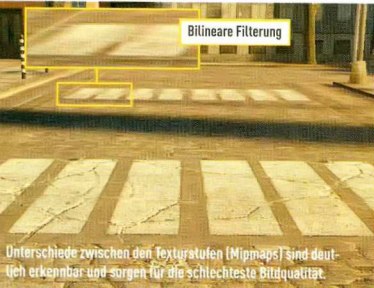 Bilineare Filterung
Unterschiede zwischen den Texturstufen (Mipmaps) sind deut-
lich erkennbar und sorgen für die schlechteste Bildqualität.